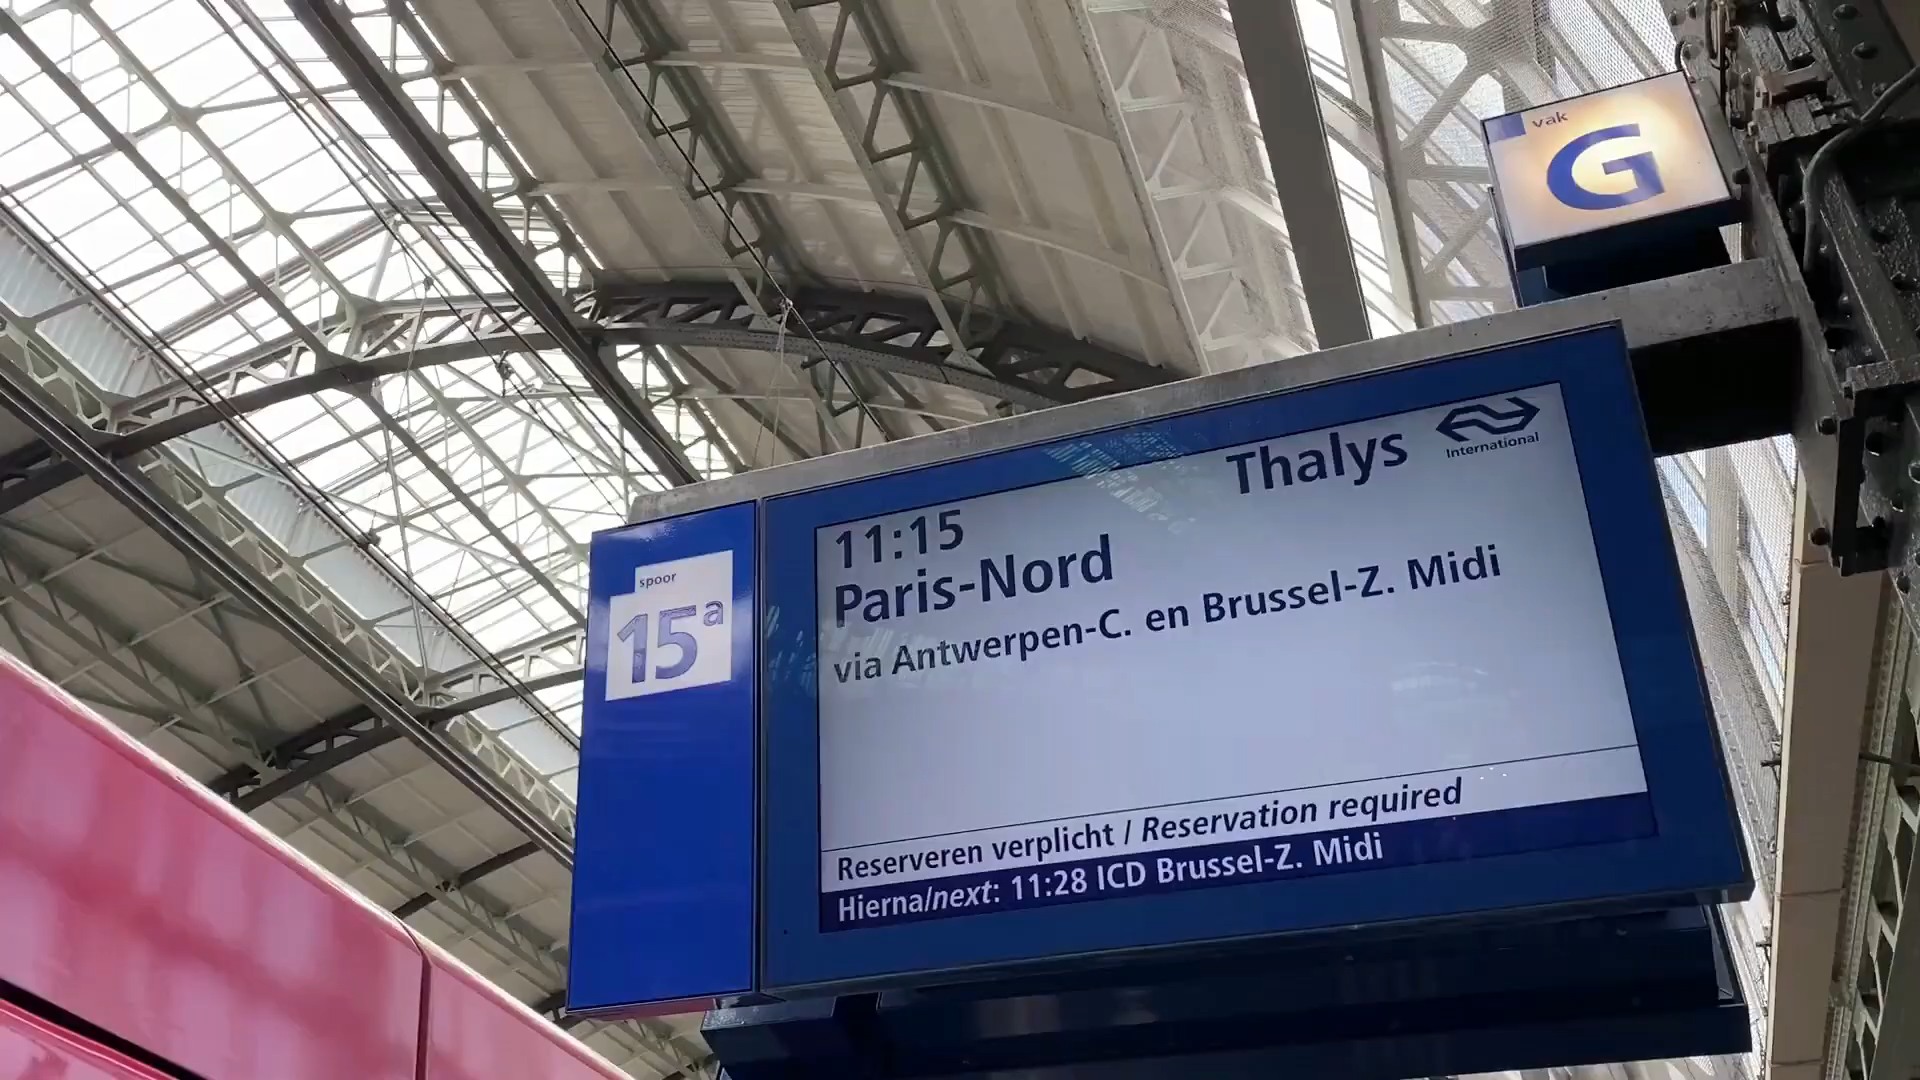 vak
G
Thalys
International
spoor
15a
11:15
Paris-Nord
via Antwerpen-C. en Brussel-Z. Midi
Reserveren verplicht / Reservation required
Hierna/next: 11:28 ICD Brussel-Z. Midi